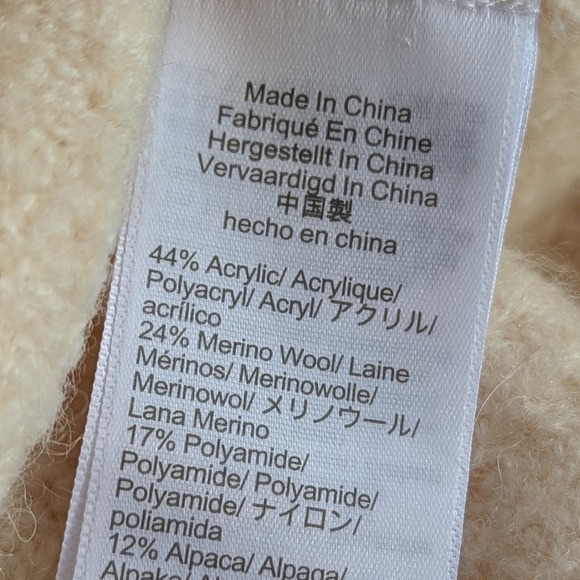 Made In China
Fabriqué En Chine
Hergestellt In China
Vervaardigd In China
中国製
hecho en china
44% Acrylic/ Acrylique/
Polyacryl/ Acryl/ アクリル/
acrílico
24% Merino Wool/ Laine
Mérinos/ Merinowolle/
Merinowol/ メリノウール/
Lana Merino
17% Polyamide/
Polyamide/ Polyamide/
Polyamide/ ナイロン/
poliamida
12% Alpaca/ Alpaga/
Alpaka/